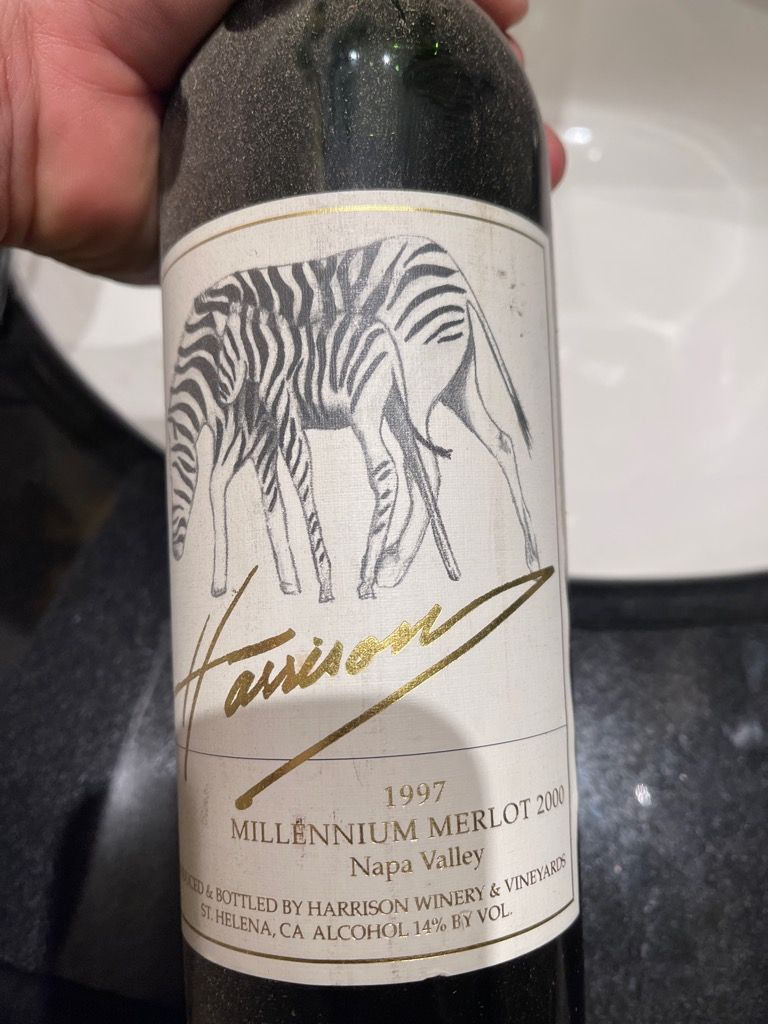 Harrison
1997
MILLENNIUM MERLOT 2000
Napa Valley
& BOTTLED BY HARRISON WINERY & VINEYARDS
ST. HELENA, CA ALCOHOL 14% BY VOL.